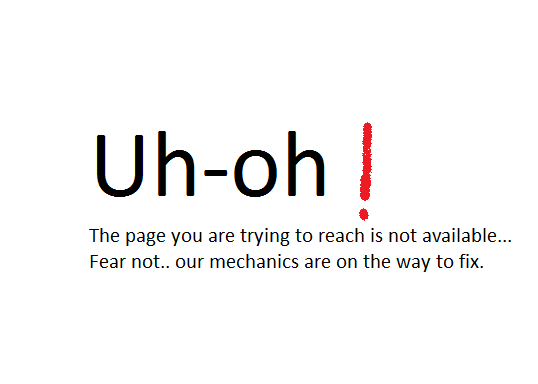 Uh-oh !
The page you are trying to reach is not available...
Fear not.. our mechanics are on the way to fix.